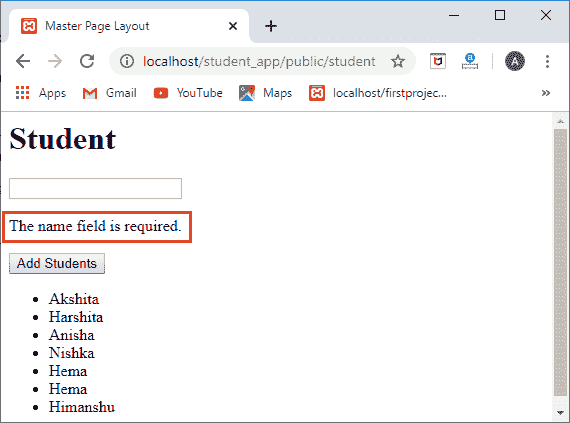 Master Page Layout
localhost/student_app/public/student
A
Apps Gmail YouTube Maps localhost/firstprojec... »
Student
The name field is required.
Add Students
Akshita
Harshita
Anisha
Nishka
Hema
Hema
Himanshu